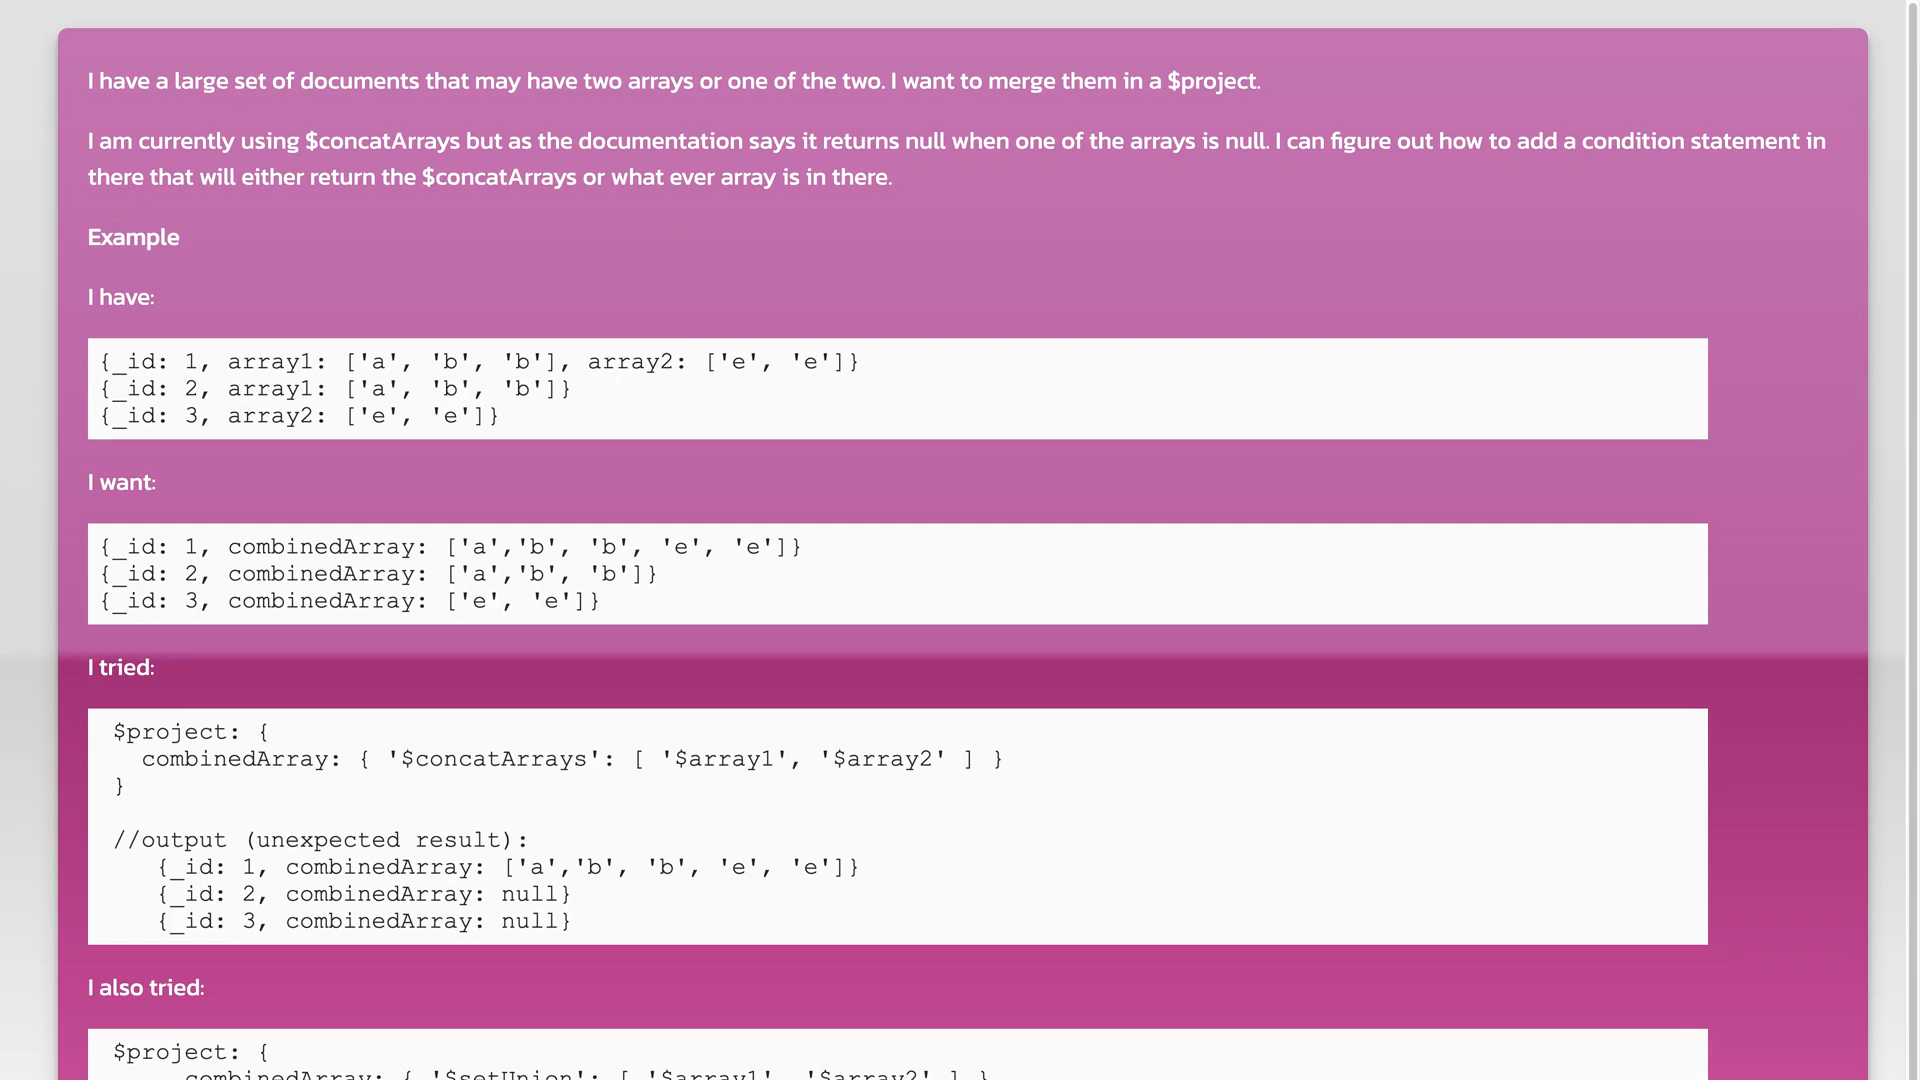 I have a large set of documents that may have two arrays or one of the two. I want to merge them in a $project.
I am currently using $concatArrays but as the documentation says it returns null when one of the arrays is null. I can figure out how to add a condition statement in
there that will either return the $concatArrays or what ever array is in there.
Example
I have:
{_id: 1, array1: ['a', 'b', 'b'], array2: ['e', 'e']}
{_id: 2, array1: ['a', 'b', 'b']}
{_id: 3, array2: ['e', 'e']}
I want:
{_id: 1, combinedArray: ['a','b', 'b', 'e', 'e']}
{_id: 2, combinedArray: ['a','b', 'b']}
{_id: 3, combinedArray: ['e', 'e']}
I tried:
$project: {
combinedArray: { '$concatArrays': [ '$array1', '$array2' ] }
}
//output (unexpected result):
{_id: 1, combinedArray: ['a','b', 'b', 'e', 'e']}
{_id: 2, combinedArray: null}
{_id: 3, combinedArray: null}
I also tried:
$project: {
combinedArray: { '$setUnion': [ '$array1', '$array2' ] }